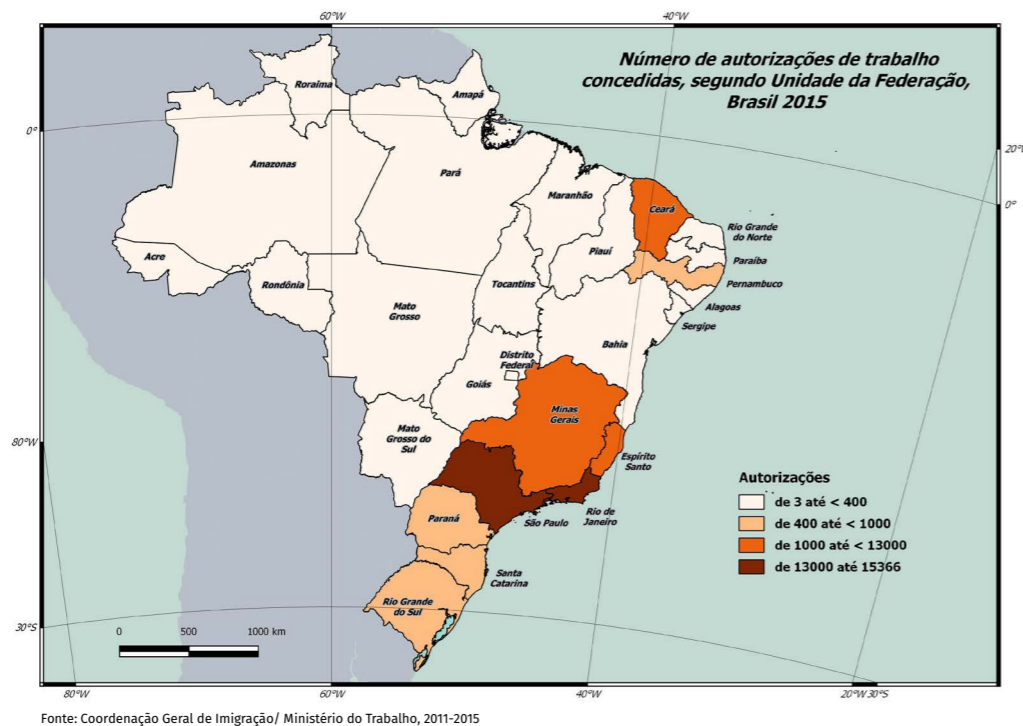 60°W
40°W
Número de autorizações de trabalho
concedidas, segundo Unidade da Federação,
Brasil 2015
Roraima
Amapá
0°
20°
0°
Amazonas
Pará
Maranhão
Ceará
Rio Grande
do Norte
Piauí
Paraíba
Acre
Rondônia
Tocantins
Pernambuco
Mato
Grosso
Alagoas
Sergipe
Bahia
Distrito
Federal
Goiás
Minas
Gerais
Mato
Grosso do
Sul
80°W
Espírito
Santo
Autorizações
de 3 até < 400
de 400 até < 1000
de 1000 até < 13000
de 13000 até 15366
Rio de
Janeiro
São Paulo
Paraná
Santa
Catarina
Rio Grande
do Sul
30°S
0 500 1000 km
80°W
60°W
40°W
20°W30°S
Fonte: Coordenação Geral de Imigração/ Ministério do Trabalho, 2011-2015